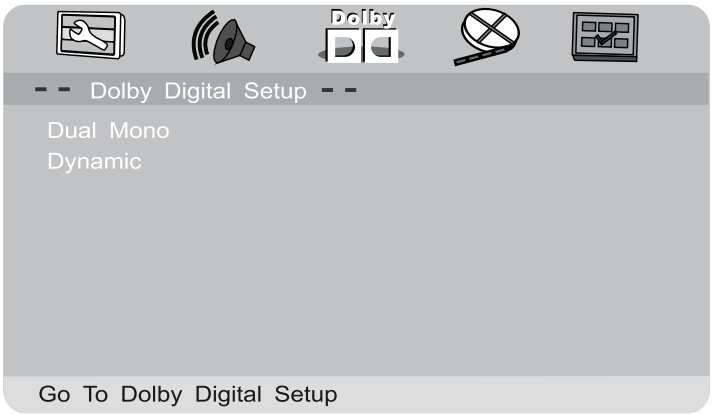 Dolby
-- Dolby Digital Setup --
Dual Mono
Dynamic
Go To Dolby Digital Setup